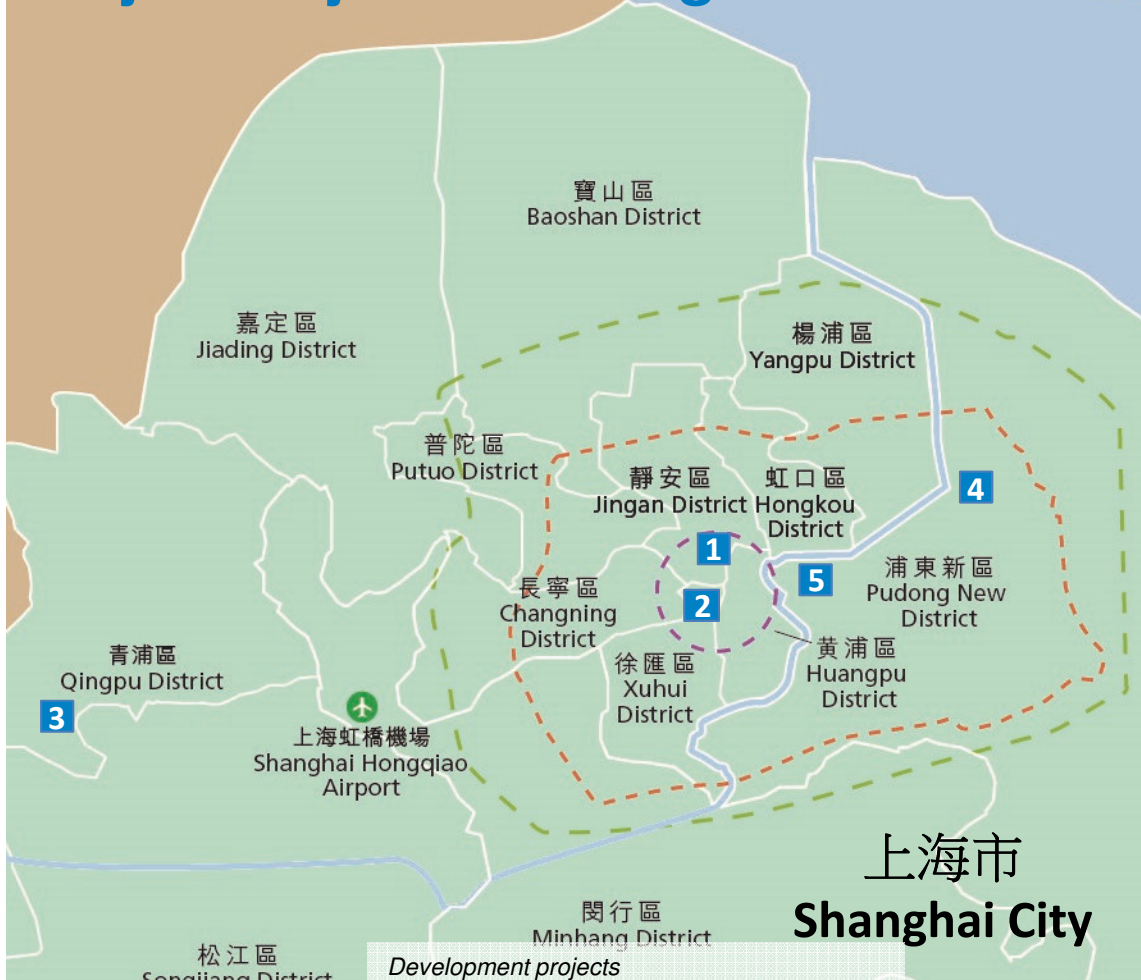 寶山區
Baoshan District
嘉定區
Jiading District
楊浦區
Yangpu District
普陀區
Putuo District
靜安區
Jingan District
虹口區
Hongkou
District
4
1
5
浦東新區
Pudong New
District
長寧區
Changning
District
2
黄浦區
Huangpu
District
徐匯區
Xuhui
District
青浦區
Qingpu District
3
上海虹橋機場
Shanghai Hongqiao
Airport
上海市
Shanghai City
閔行區
Minhang District
松江區
Songjiang District
Development projects